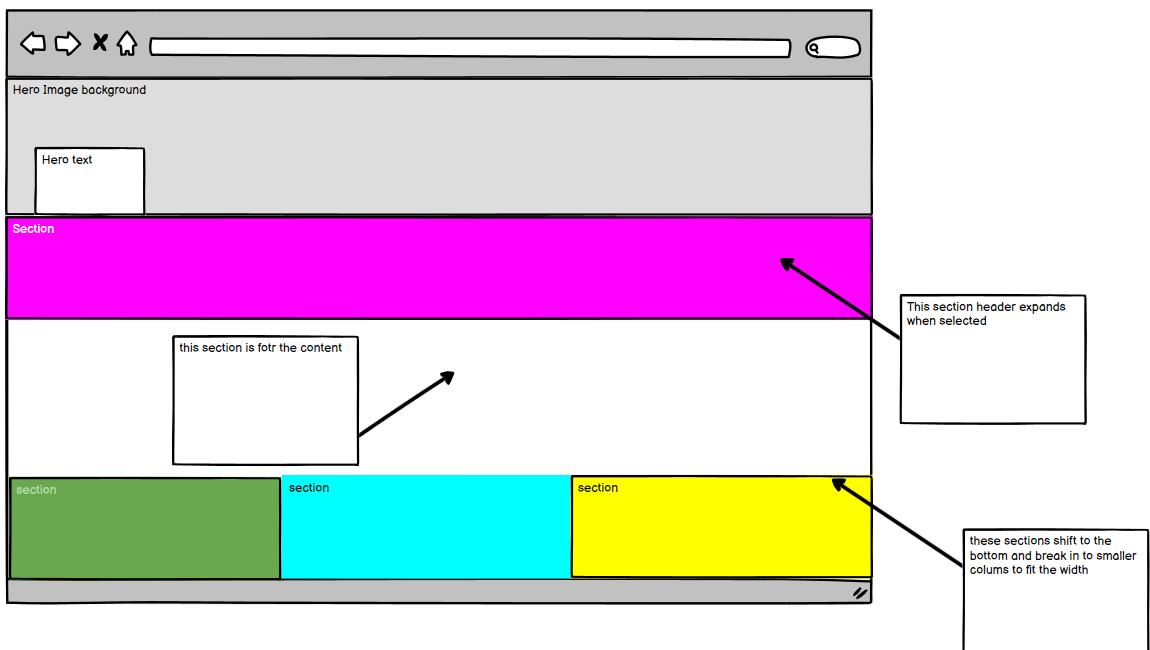 Hero Image background
Hero text
Section
This section header expands
when selected
this section is fotr the content
section
section
section
these sections shift to the
bottom and break in to smaller
colums to fit the width